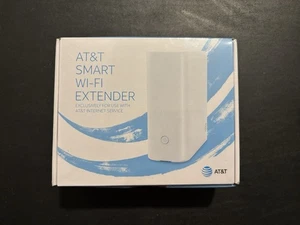 AT&T
SMART
WI-FI
EXTENDER
EXCLUSIVELY FOR USE WITH
AT&T INTERNET SERVICE
AT&T